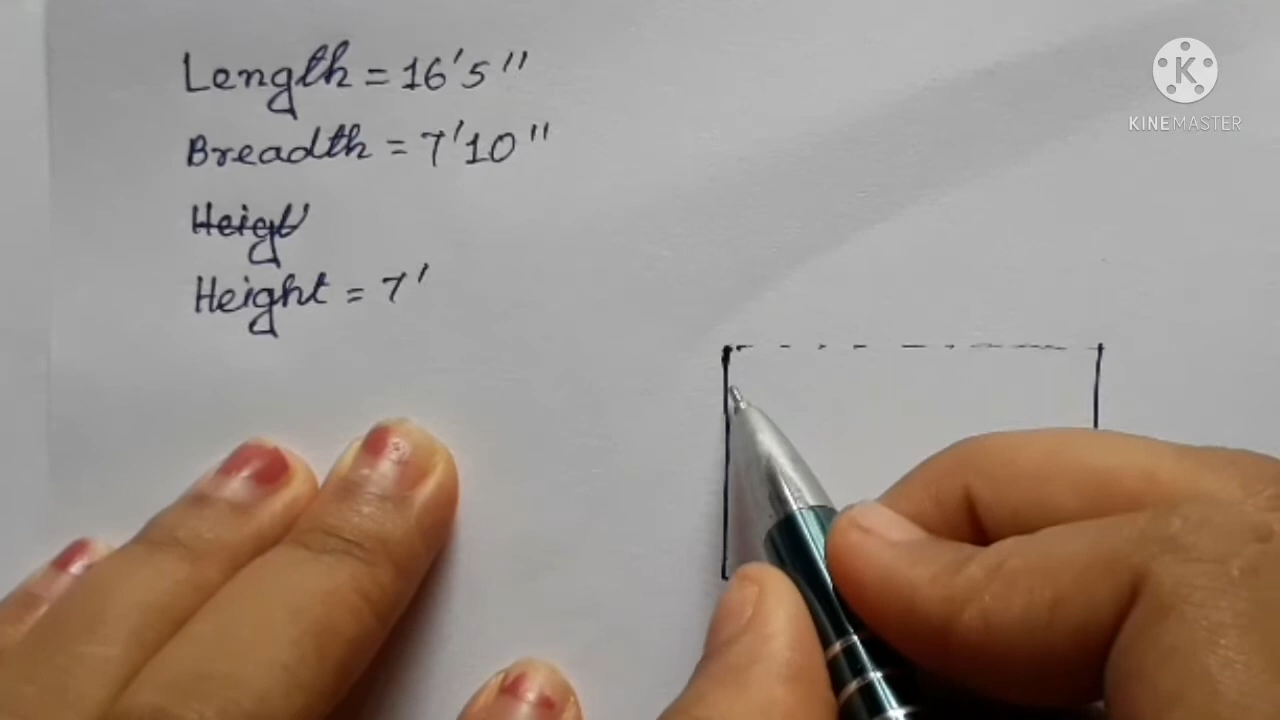 Length = 16'5"
Breadth = 7'10"
Heigt
Height = 7'
K
KINEMASTER